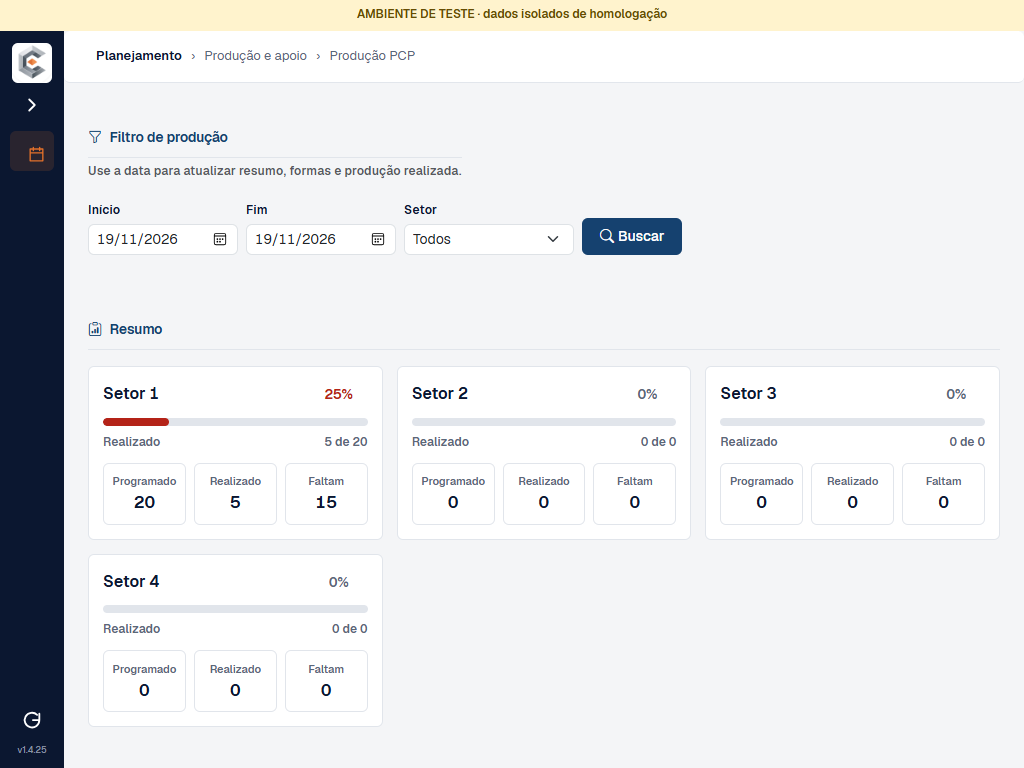 AMBIENTE DE TESTE · dados isolados de homologação
Planejamento › Produção e apoio › Produção PCP
Filtro de produção
Use a data para atualizar resumo, formas e produção realizada.
Início Fim Setor
19/11/2026 19/11/2026 Todos Buscar
Resumo
Setor 1 25%
Realizado 5 de 20
Programado Realizado Faltam
20 5 15
Setor 2 0%
Realizado 0 de 0
Programado Realizado Faltam
0 0 0
Setor 3 0%
Realizado 0 de 0
Programado Realizado Faltam
0 0 0
Setor 4 0%
Realizado 0 de 0
Programado Realizado Faltam
0 0 0
v1.4.25